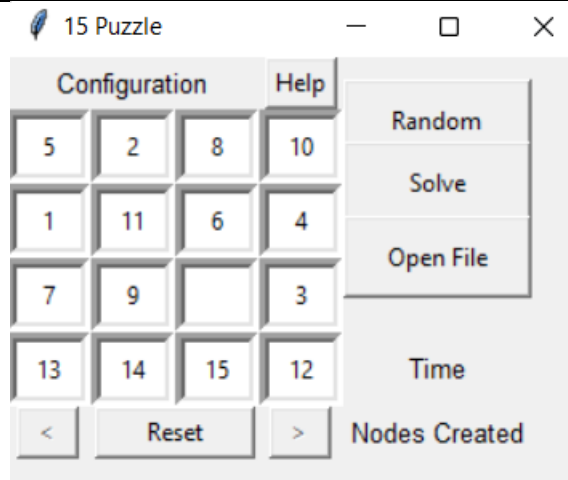 15 Puzzle
Configuration Help
Random
5 2 8 10
Solve
1 11 6 4
Open File
7 9 3
13 14 15 12
Time
< Reset >
Nodes Created